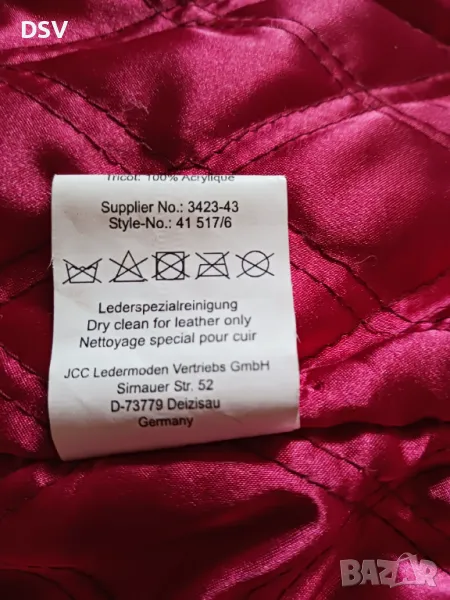 DSV
Tricot: 100% Acrylique
Supplier No.: 3423-43
Style-No.: 41 517/6
Lederspezialreinigung
Dry clean for leather only
Nettoyage special pour cuir
JCC Ledermoden Vertriebs GmbH
Sirnauer Str. 52
D-73779 Deizisau
Germany
BAZAR